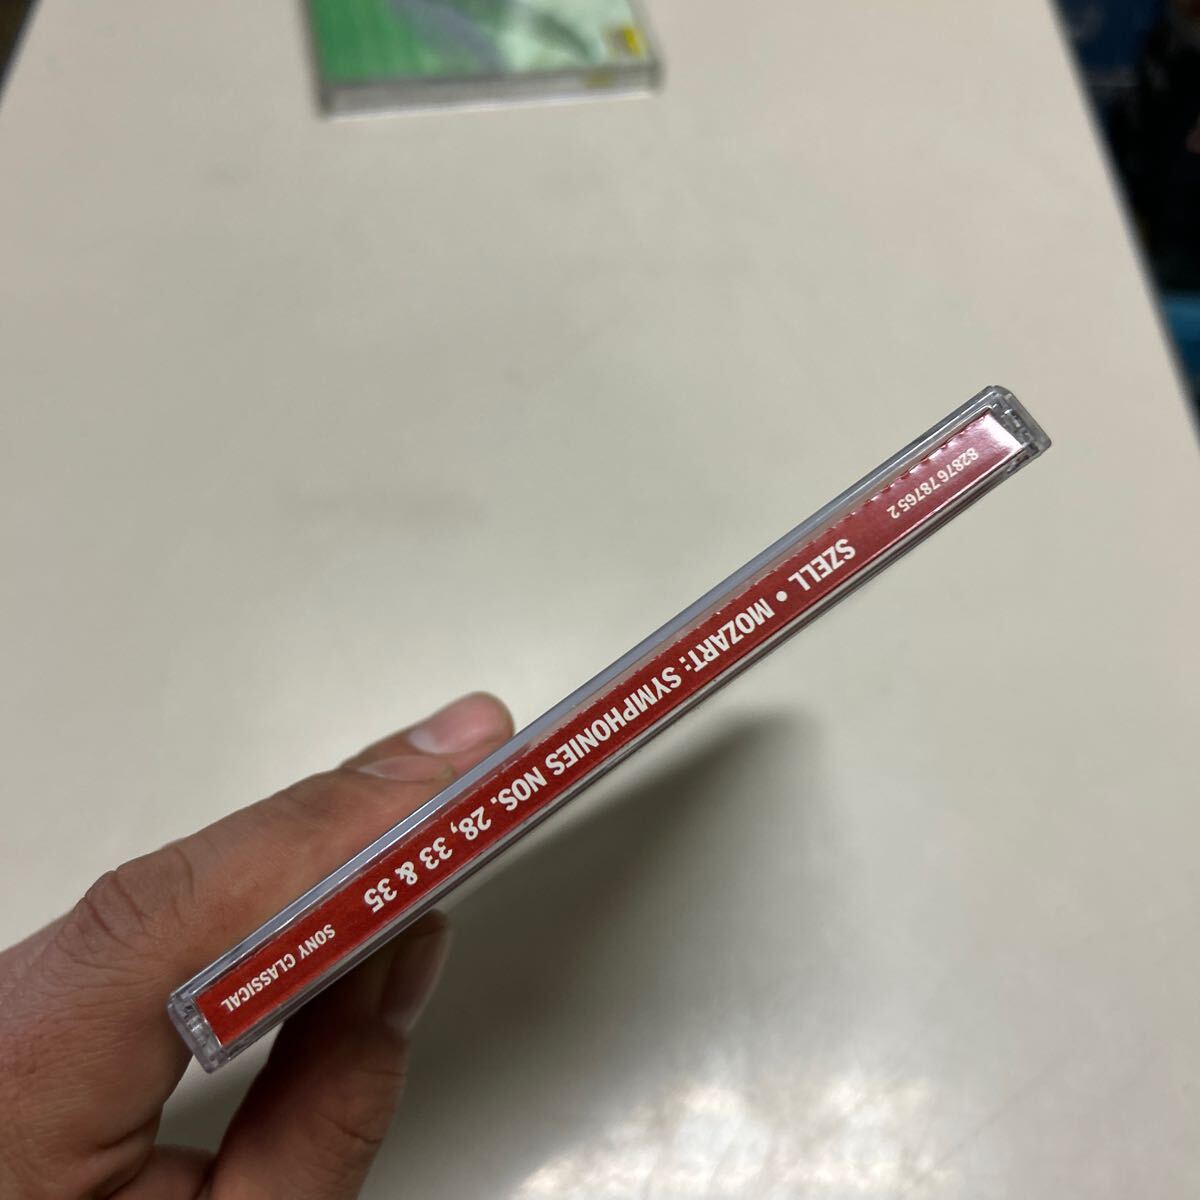 82876 78765 2
SZELL • MOZART: SYMPHONIES NOS. 28, 33 & 35
SONY CLASSICAL